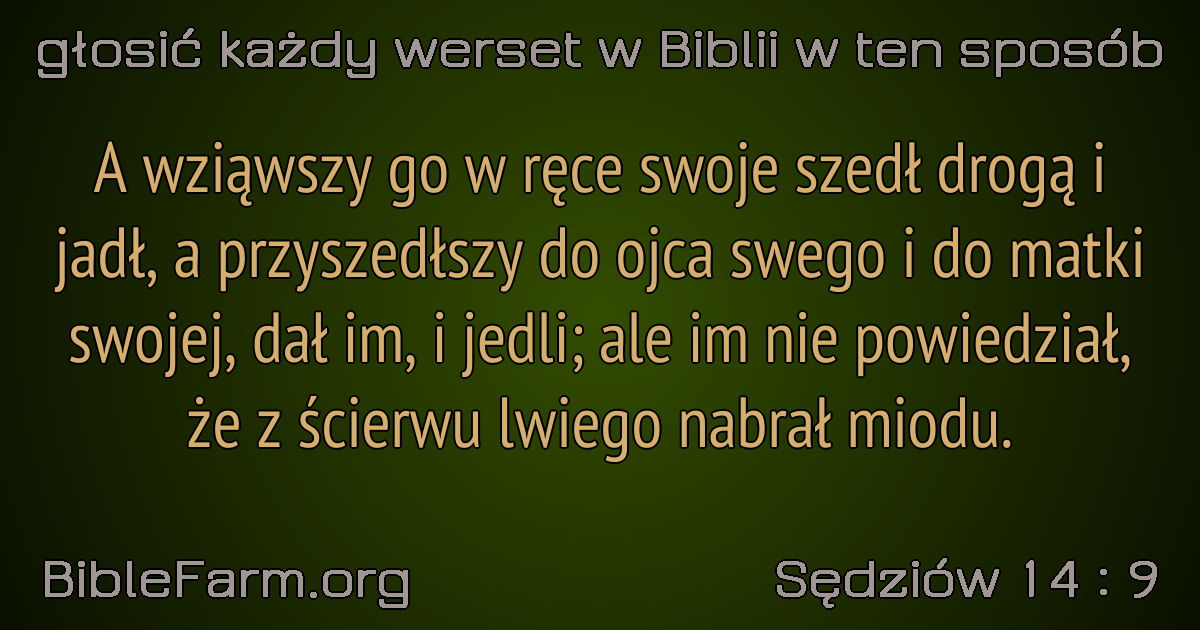 głosić każdy werset w Biblii w ten sposób
A wziąwszy go w ręce swoje szedł drogą i
jadł, a przyszedłszy do ojca swego i do matki
swojej, dał im, i jedli; ale im nie powiedział,
że z ścierwu lwiego nabrał miodu.
BibleFarm.org
Sędziów 14 : 9